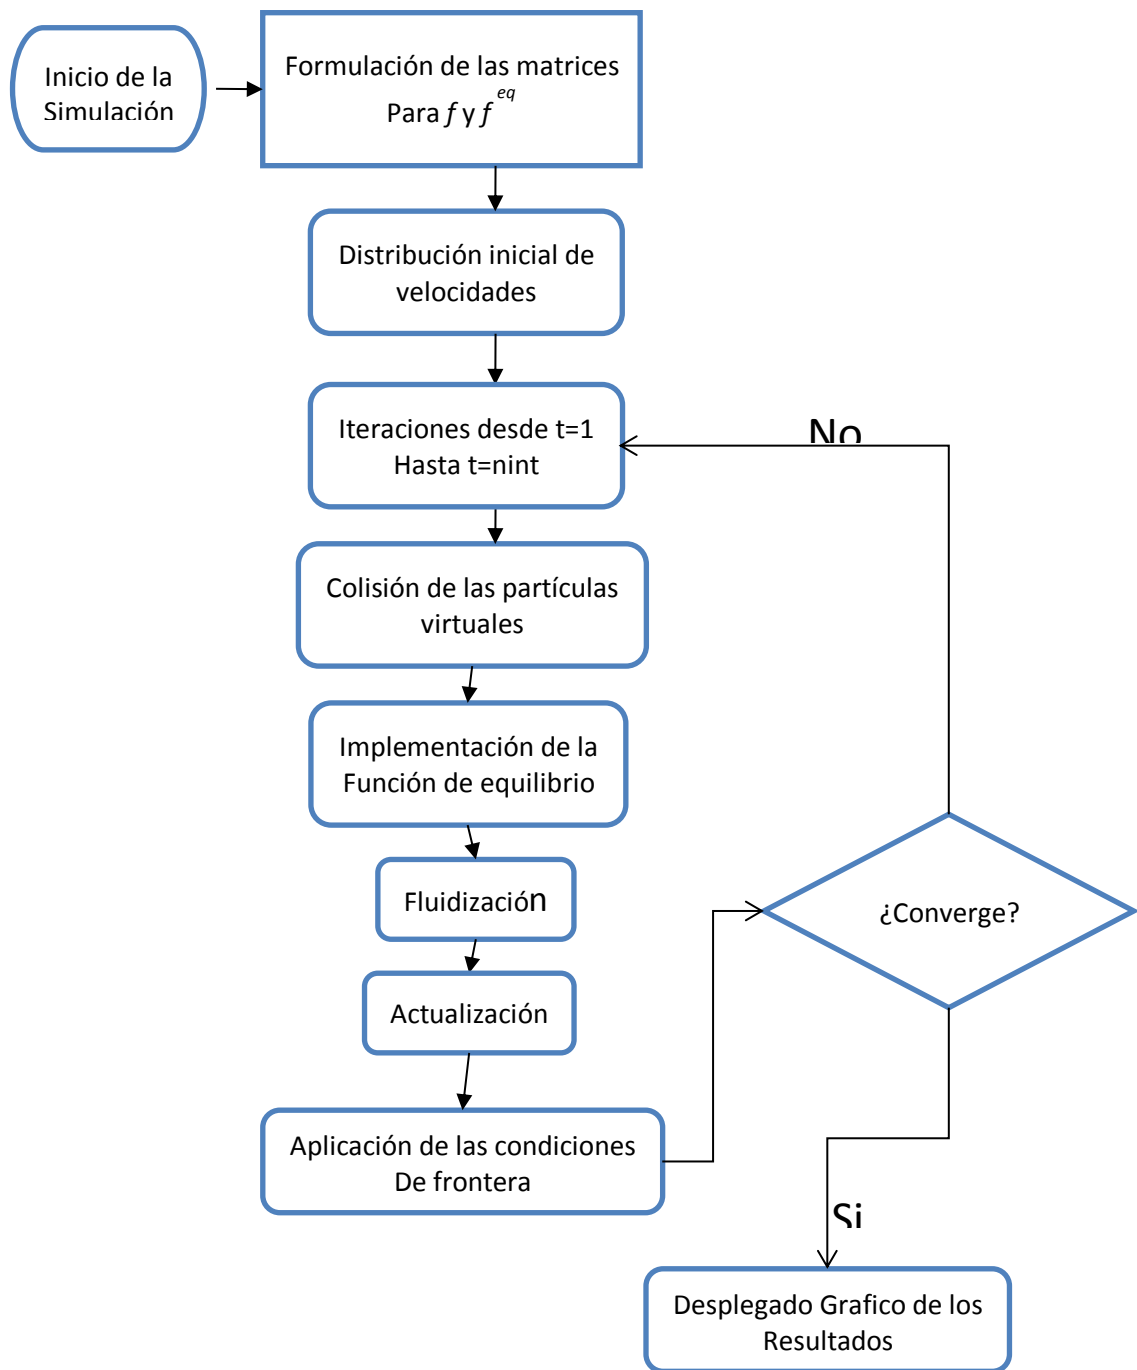 Inicio de la
Simulación
Formulación de las matrices
Para f y f eq
Distribución inicial de
velocidades
Iteraciones desde t=1
Hasta t=nint
No
Colisión de las partículas
virtuales
Implementación de la
Función de equilibrio
Fluidización
¿Converge?
Actualización
Aplicación de las condiciones
De frontera
Si
Desplegado Grafico de los
Resultados